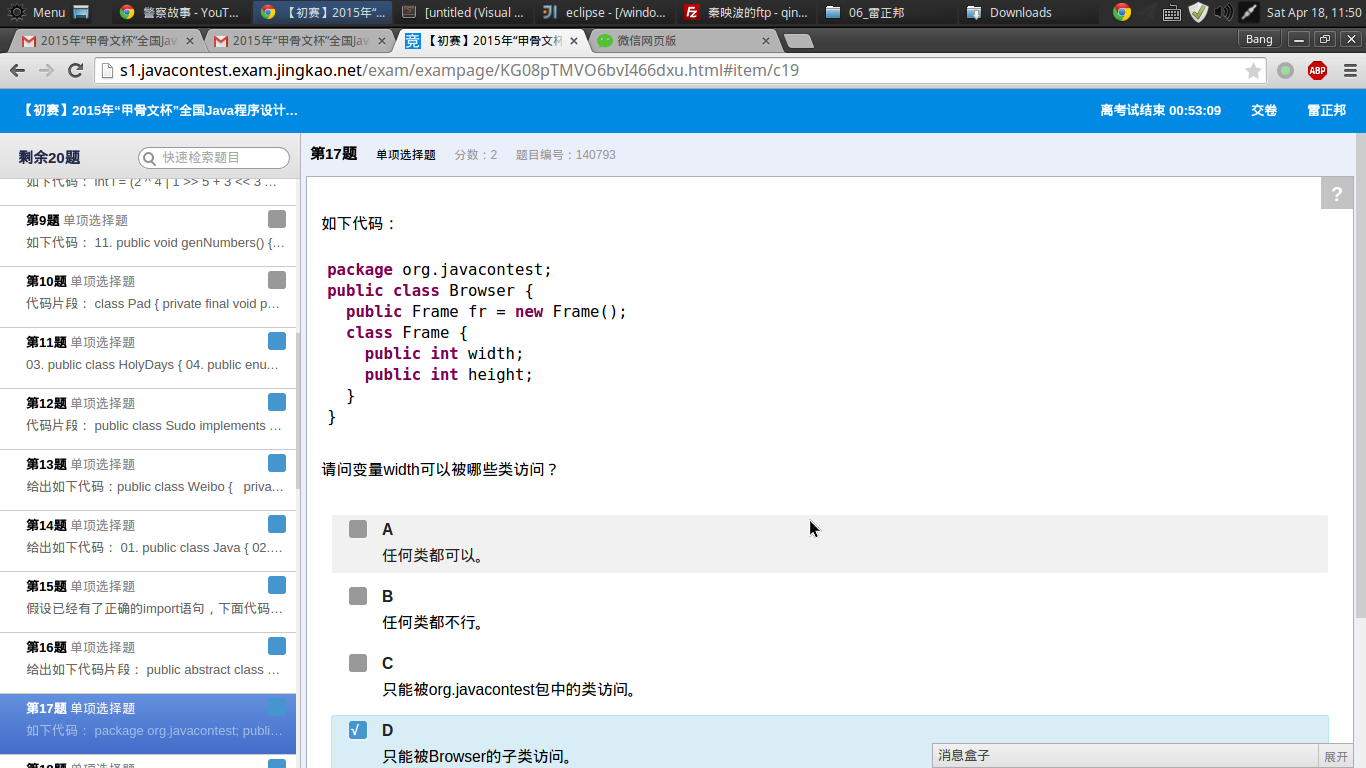 Menu
警察故事 - YouT...
【初赛】2015年“...
[untitled (Visual ...
eclipse - [/windo...
秦映波的ftp - qin...
06_雷正邦
Downloads
Sat Apr 18, 11:50
2015年“甲骨文杯”全国Jav
2015年“甲骨文杯”全国Jav
竞 【初赛】2015年“甲骨文杯
微信网页版
Bang
s1.javacontest.exam.jingkao.net/exam/exampage/KG08pTMVO6bvI466dxu.html#item/c19
ABP
【初赛】2015年“甲骨文杯”全国Java程序设计...
离考试结束 00:53:09
交卷
雷正邦
剩余20题
快速检索题目
如下代码： int i = (2 ^ 4 | 1 >> 5 + 3 << 3 ...
第9题 单项选择题
如下代码： 11. public void genNumbers() {...
第10题 单项选择题
代码片段： class Pad { private final void p...
第11题 单项选择题
03. public class HolyDays { 04. public enu...
第12题 单项选择题
代码片段： public class Sudo implements ...
第13题 单项选择题
给出如下代码：public class Weibo { priva...
第14题 单项选择题
给出如下代码： 01. public class Java { 02....
第15题 单项选择题
假设已经有了正确的import语句，下面代码...
第16题 单项选择题
给出如下代码片段： public abstract class ...
第17题 单项选择题
如下代码： package org.javacontest; publi...
第18题 单项选择题
第17题 单项选择题 分数：2 题目编号：140793
?
如下代码：
package org.javacontest;
public class Browser {
public Frame fr = new Frame();
class Frame {
public int width;
public int height;
}
}
请问变量width可以被哪些类访问？
A
任何类都可以。
B
任何类都不行。
C
只能被org.javacontest包中的类访问。
√ D
只能被Browser的子类访问。
消息盒子
展开